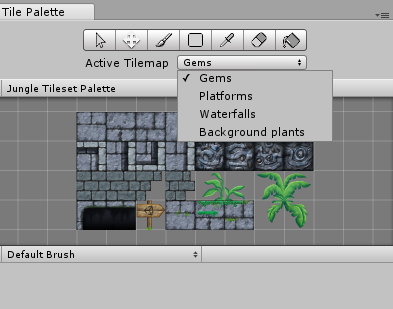 Tile Palette
Active Tilemap
Gems
Gems
Platforms
Waterfalls
Background plants
Jungle Tileset Palette
Default Brush